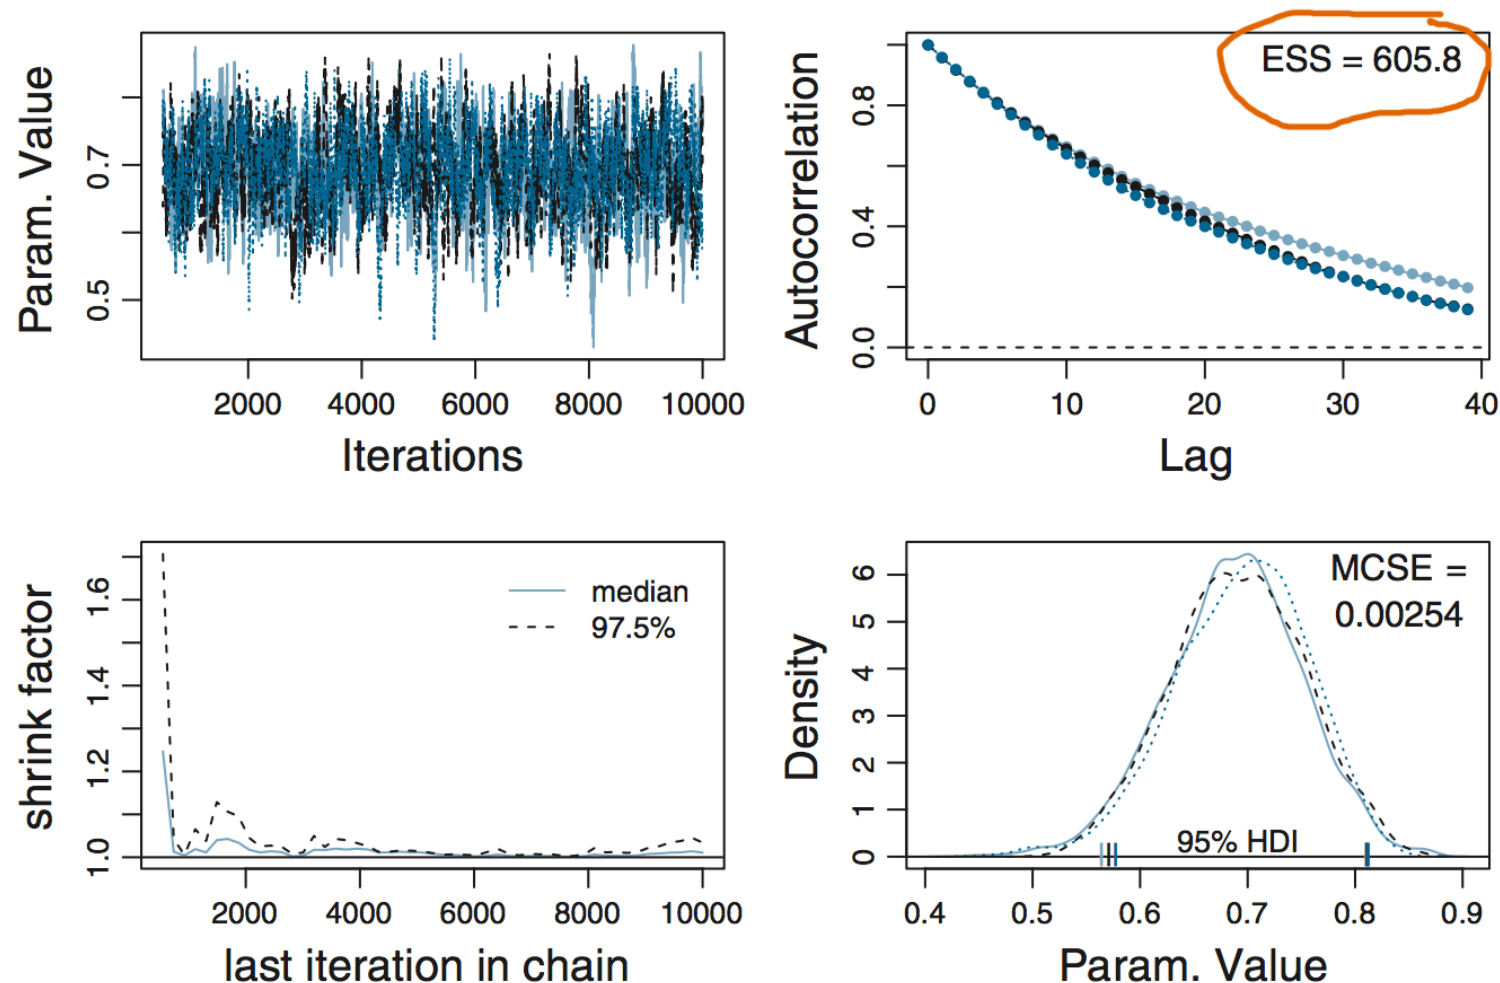 Param. Value
0.5
0.7
2000 4000 6000 8000 10000
Iterations
Autocorrelation
0.0
0.4
0.8
ESS = 605.8
0 10 20 30 40
Lag
shrink factor
1.0
1.2
1.4
1.6
median
97.5%
2000 4000 6000 8000 10000
last iteration in chain
Density
0
1
2
3
4
5
6
MCSE =
0.00254
95% HDI
0.4 0.5 0.6 0.7 0.8 0.9
Param. Value